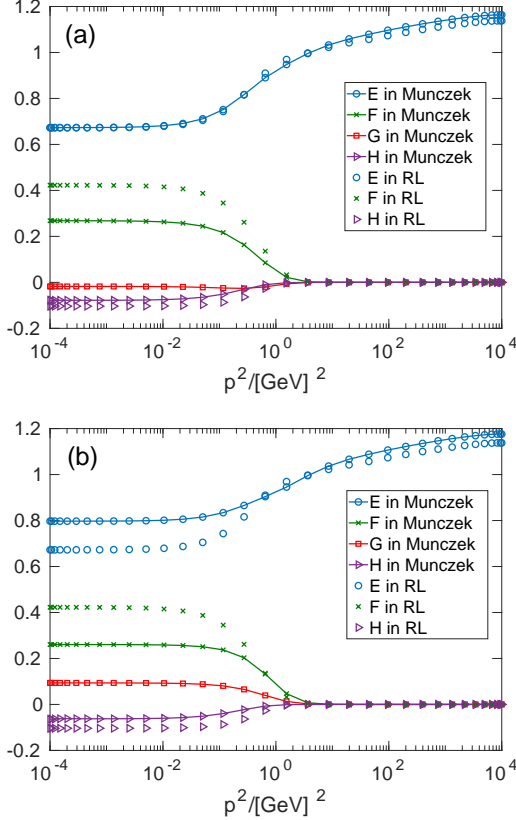 1.2
(a)
1
0.8
E in Munczek
F in Munczek
G in Munczek
H in Munczek
E in RL
F in RL
H in RL
0.6
0.4
0.2
0
-0.2
10^-4 10^-2 10^0 10^2 10^4
p^2/[GeV] ^2
1.2
(b)
1
0.8
E in Munczek
F in Munczek
G in Munczek
H in Munczek
E in RL
F in RL
H in RL
0.6
0.4
0.2
0
-0.2
10^-4 10^-2 10^0 10^2 10^4
p^2/[GeV] ^2